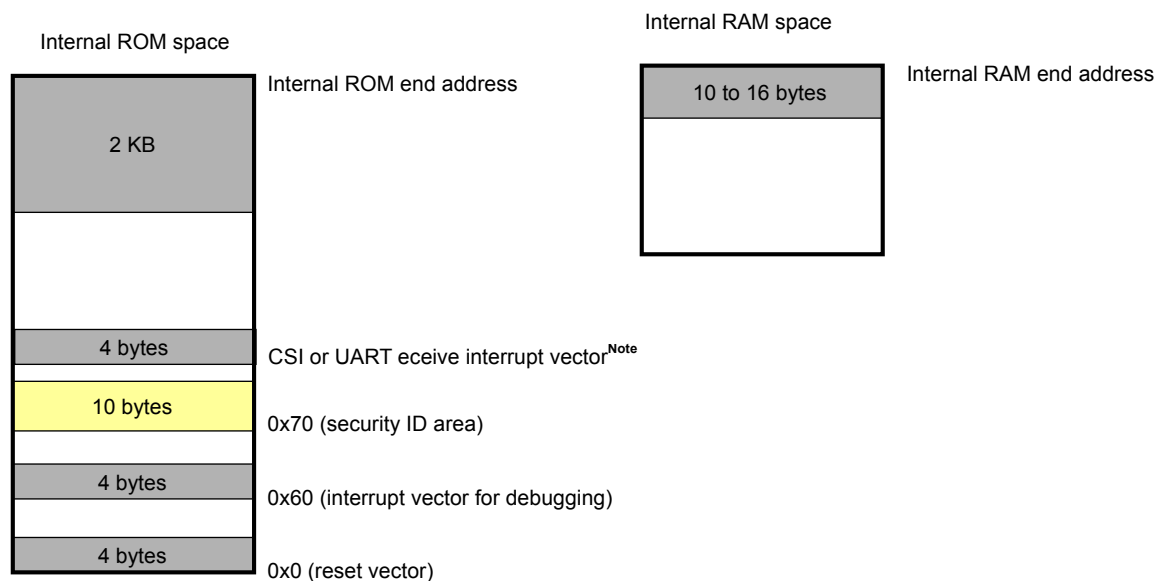 Internal ROM space
Internal ROM end address
2 KB
4 bytes
CSI or UART eceive interrupt vectorNote
10 bytes
0x70 (security ID area)
4 bytes
0x60 (interrupt vector for debugging)
4 bytes
0x0 (reset vector)
Internal RAM space
Internal RAM end address
10 to 16 bytes